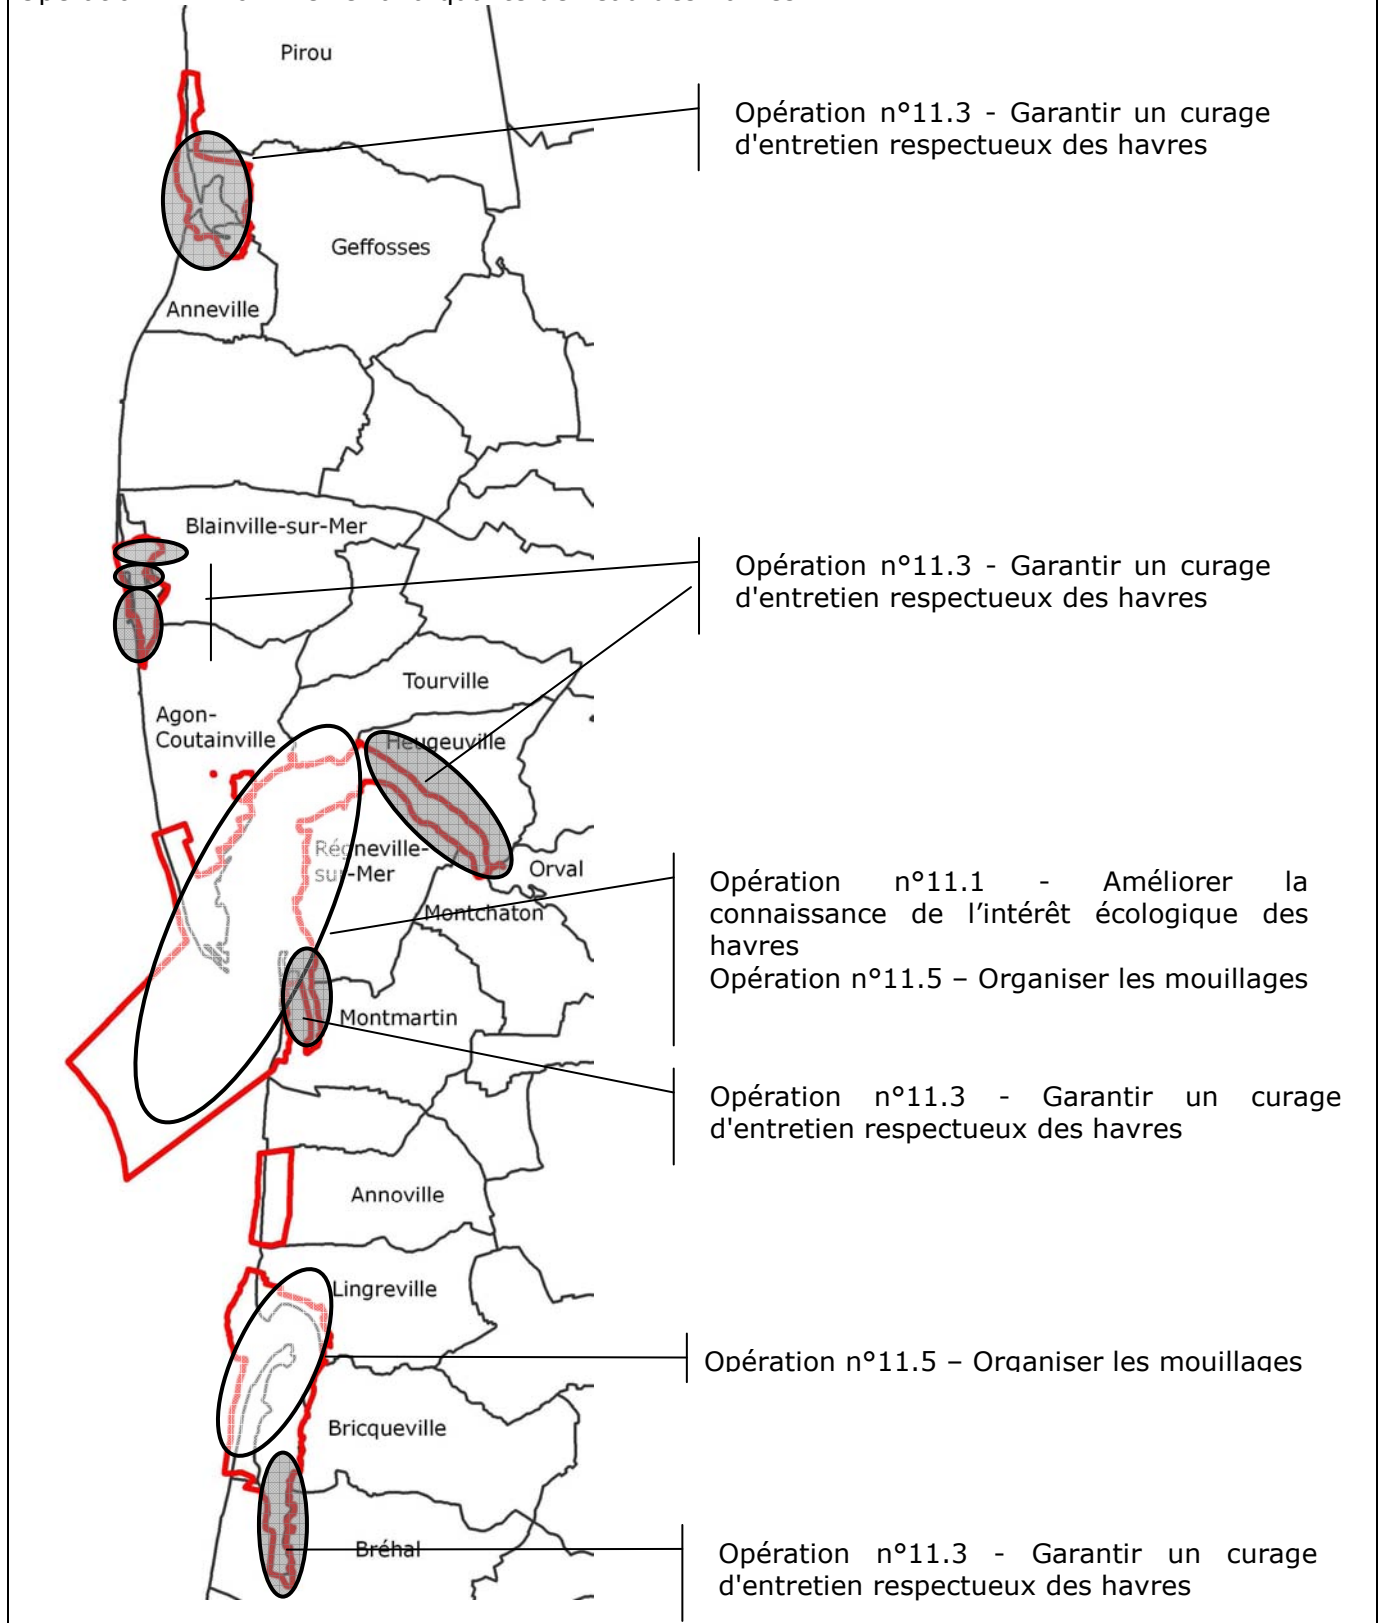 Pirou
Opération n°11.3 - Garantir un curage
d'entretien respectueux des havres
Geffosses
Anneville
Blainville-sur-Mer
Opération n°11.3 - Garantir un curage
d'entretien respectueux des havres
Tourville
Agon-
Coutainville
Heugeuville
Régneville-
sur-Mer
Orval
Montchaton
Opération n°11.1 - Améliorer la
connaissance de l’intérêt écologique des
havres
Opération n°11.5 – Organiser les mouillages
Montmartin
Opération n°11.3 - Garantir un curage
d'entretien respectueux des havres
Annoville
Lingreville
Opération n°11.5 – Organiser les mouillages
Bricqueville
Bréhal
Opération n°11.3 - Garantir un curage
d'entretien respectueux des havres